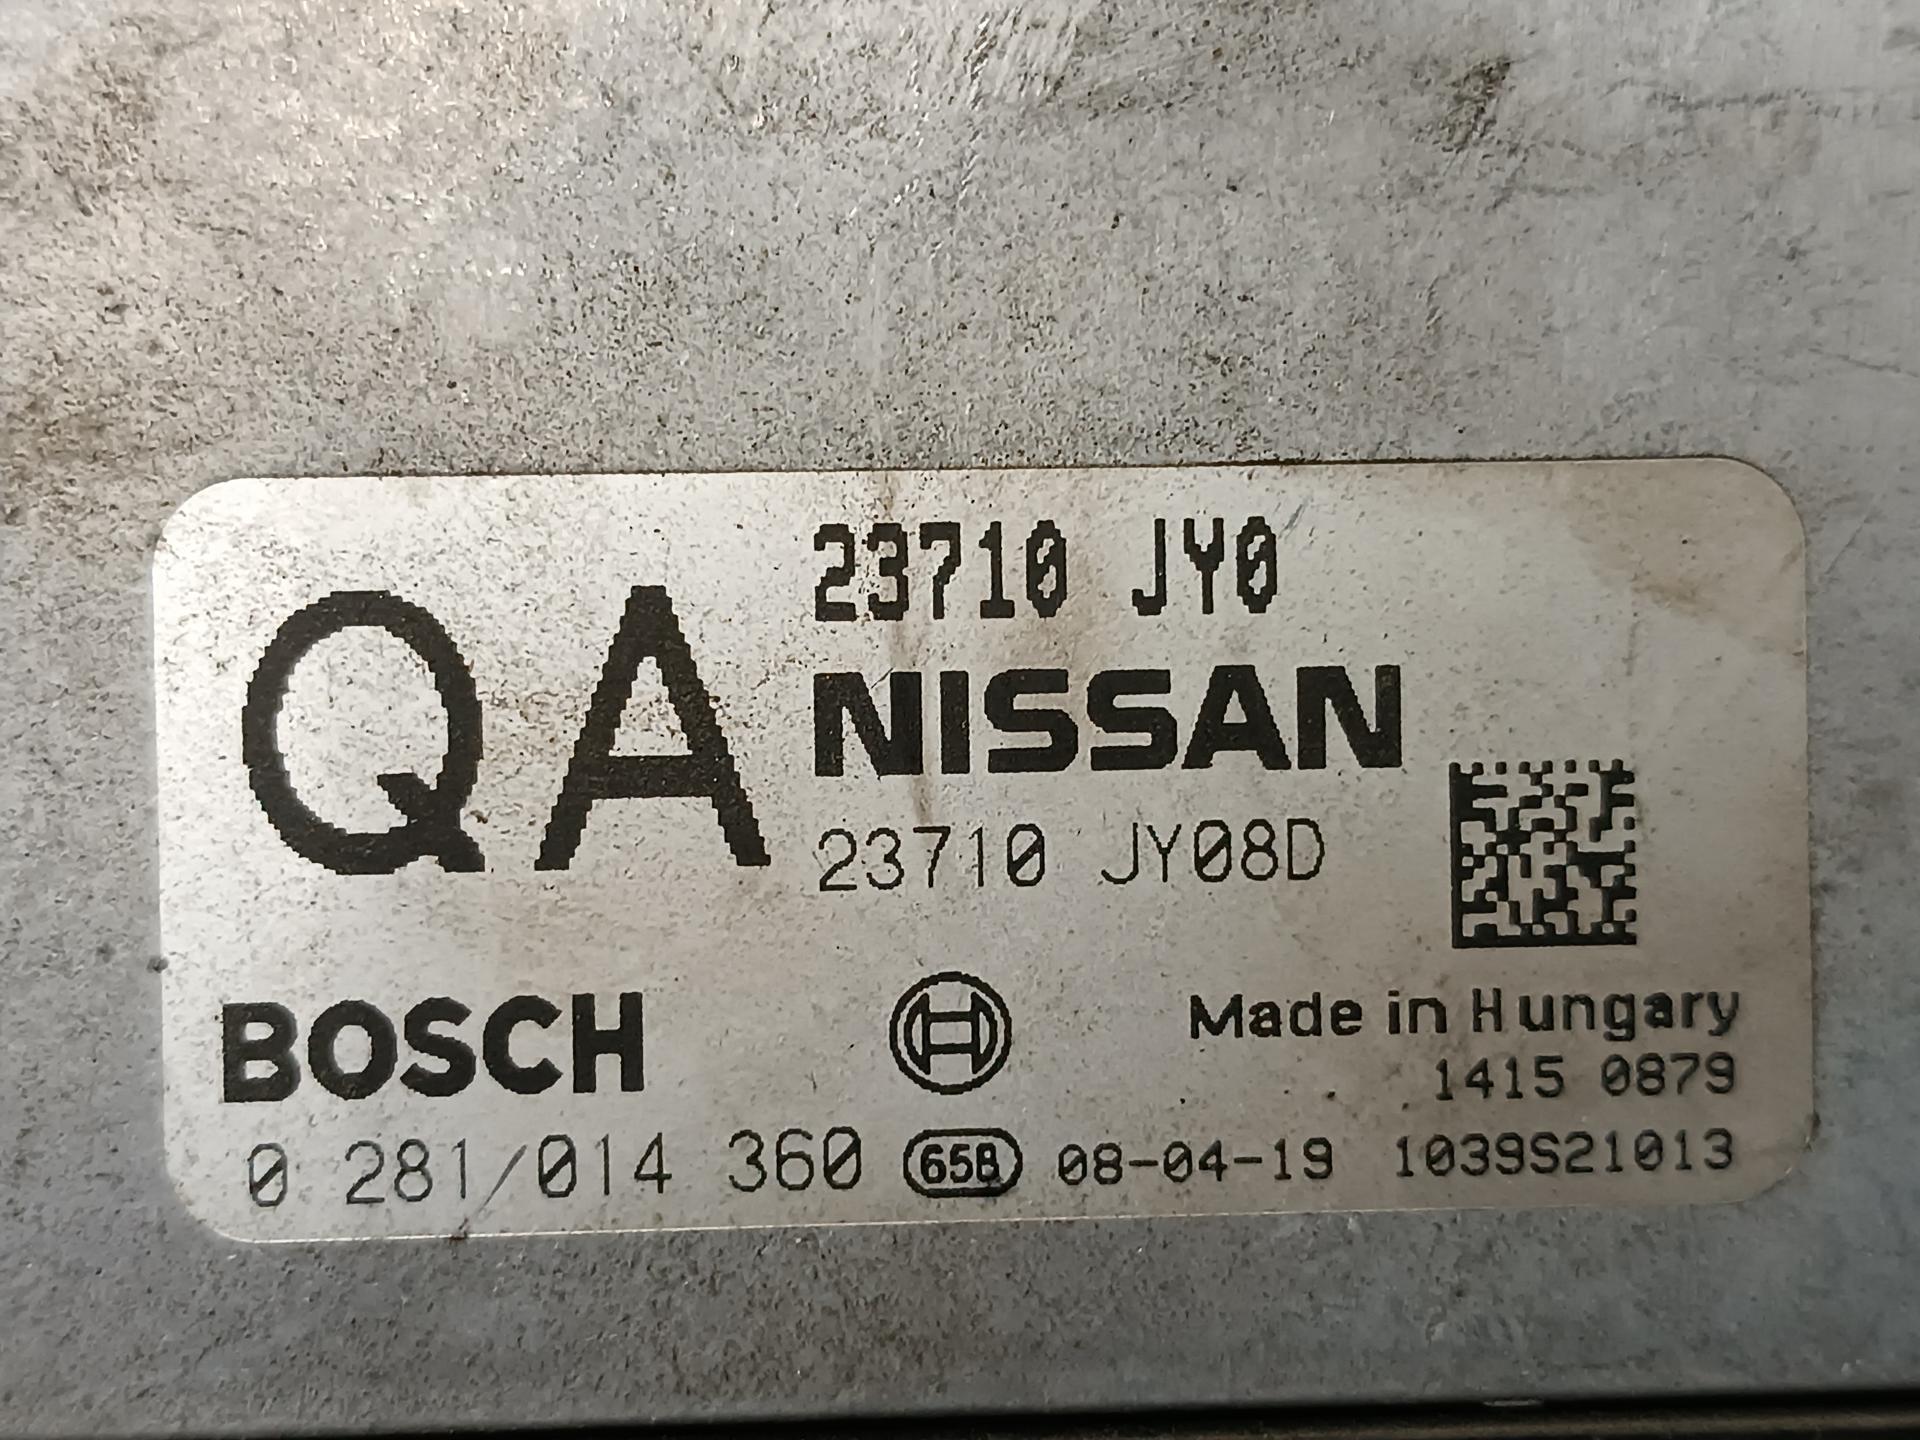 QA
23710 JY0
NISSAN
23710 JY08D
BOSCH
Made in Hungary
1415 0879
0 281/014 360 65B 08-04-19 1039S21013